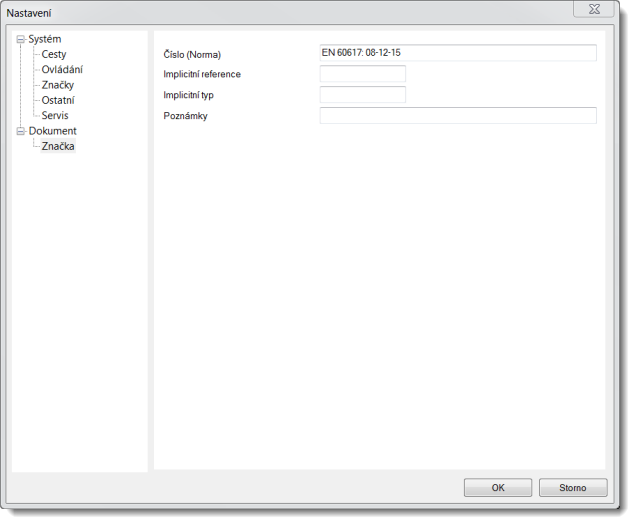 Nastavení
Systém
Cesty
Ovládání
Značky
Ostatní
Servis
Dokument
Značka
Číslo (Norma)
EN 60617: 08-12-15
Implicitní reference
Implicitní typ
Poznámky
OK
Storno